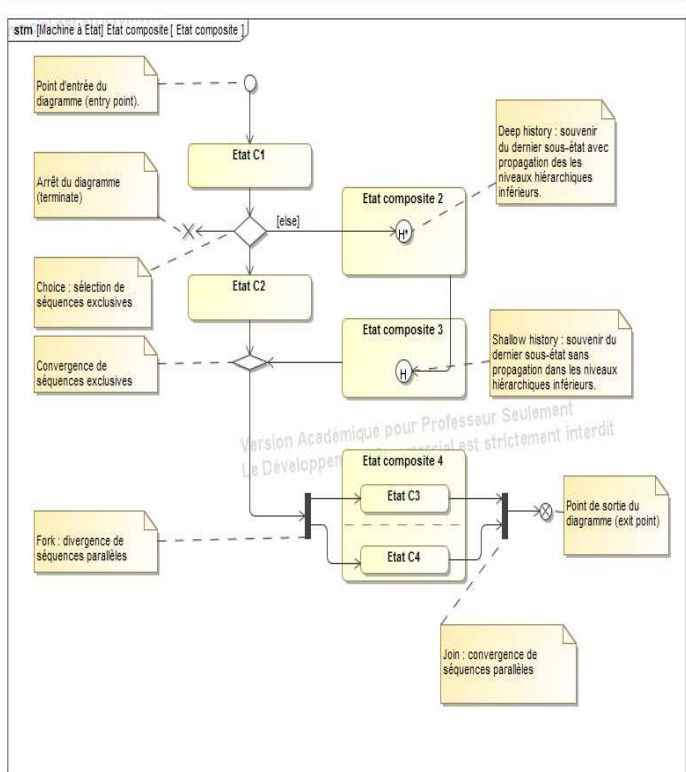 stm [Machine à Etat] Etat composite [ Etat composite ]
Point d'entrée du
diagramme (entry point).
Etat C1
Deep history : souvenir
du dernier sous-état avec
propagation des les
niveaux hiérarchiques
inférieurs.
Arrêt du diagramme
(terminate)
[else]
Etat composite 2
H*
Choice : sélection de
séquences exclusives
Etat C2
Etat composite 3
H
Shallow history : souvenir du
dernier sous-état sans
propagation dans les niveaux
hiérarchiques inférieurs.
Convergence de
séquences exclusives
Version Académique pour Professeur Seulement
Le Développem est strictement interdit
Etat composite 4
Etat C3
Etat C4
Point de sortie du
diagramme (exit point)
Fork : divergence de
séquences parallèles
Join : convergence de
séquences parallèles